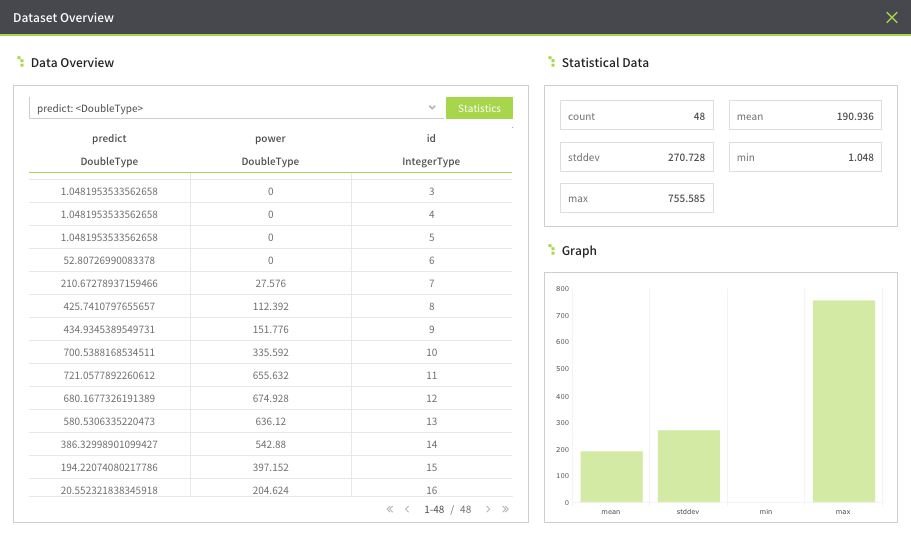 Dataset Overview
Data Overview
predict: <DoubleType>
Statistics
predict power id
DoubleType DoubleType IntegerType
1.0481953533562658 0 3
1.0481953533562658 0 4
1.0481953533562658 0 5
52.80726990083378 0 6
210.67278937159466 27.576 7
425.7410797655657 112.392 8
434.9345389549731 151.776 9
700.5388168534511 335.592 10
721.0577892260612 655.632 11
680.1677326191389 674.928 12
580.5306335220473 636.12 13
386.32998901099427 542.88 14
194.22074080217786 397.152 15
20.552321838345918 204.624 16
1-48 / 48
Statistical Data
count 48
mean 190.936
stddev 270.728
min 1.048
max 755.585
Graph
800
700
600
500
400
300
200
100
0
mean stddev min max